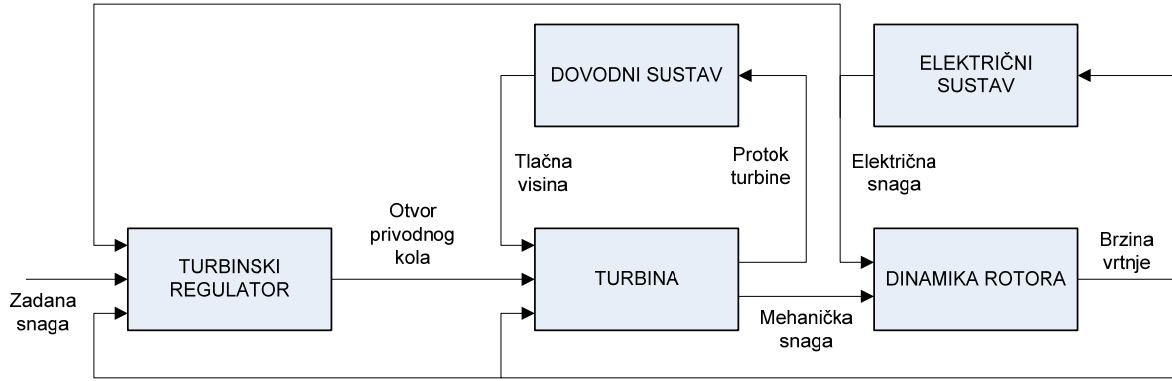 DOVODNI SUSTAV
ELEKTRIČNI
SUSTAV
Tlačna
visina
Protok
turbine
Električna
snaga
Otvor
privodnog
kola
TURBINSKI
REGULATOR
TURBINA
DINAMIKA ROTORA
Brzina
vrtnje
Zadana
snaga
Mehanička
snaga